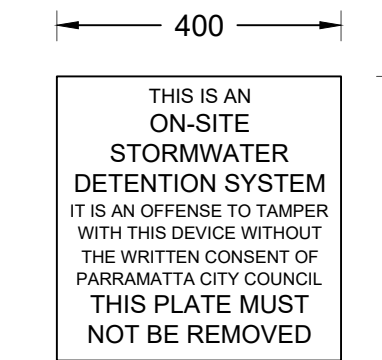 400
THIS IS AN
ON-SITE
STORMWATER
DETENTION SYSTEM
IT IS AN OFFENSE TO TAMPER
WITH THIS DEVICE WITHOUT
THE WRITTEN CONSENT OF
PARRAMATTA CITY COUNCIL
THIS PLATE MUST
NOT BE REMOVED